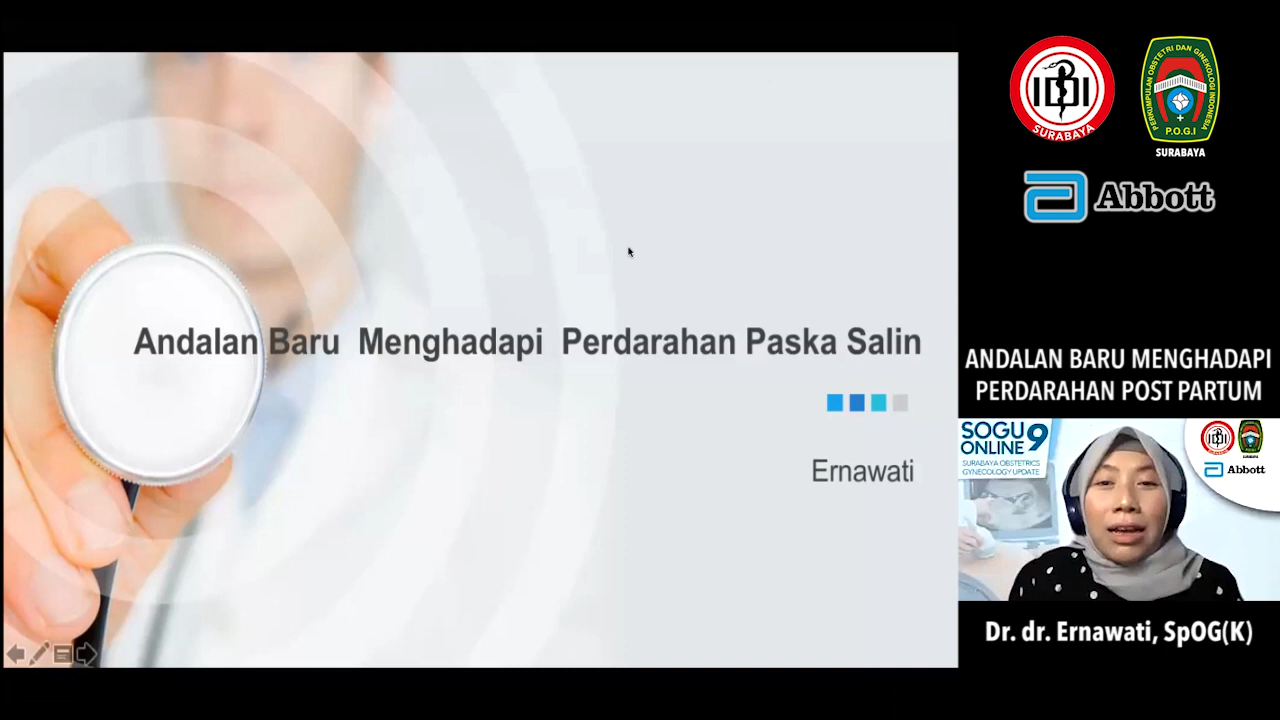 Andalan Baru Menghadapi Perdarahan Paska Salin
Ernawati
IDI
SURABAYA
PERKUMPULAN OBSTETRI DAN GINEKOLOGI INDONESIA
P.O.G.I
SURABAYA
Abbott
ANDALAN BARU MENGHADAPI
PERDARAHAN POST PARTUM
SOGU 9
ONLINE
SURABAYA OBSTETRICS
GYNECOLOGY UPDATE
Abbott
Dr. dr. Ernawati, SpOG(K)